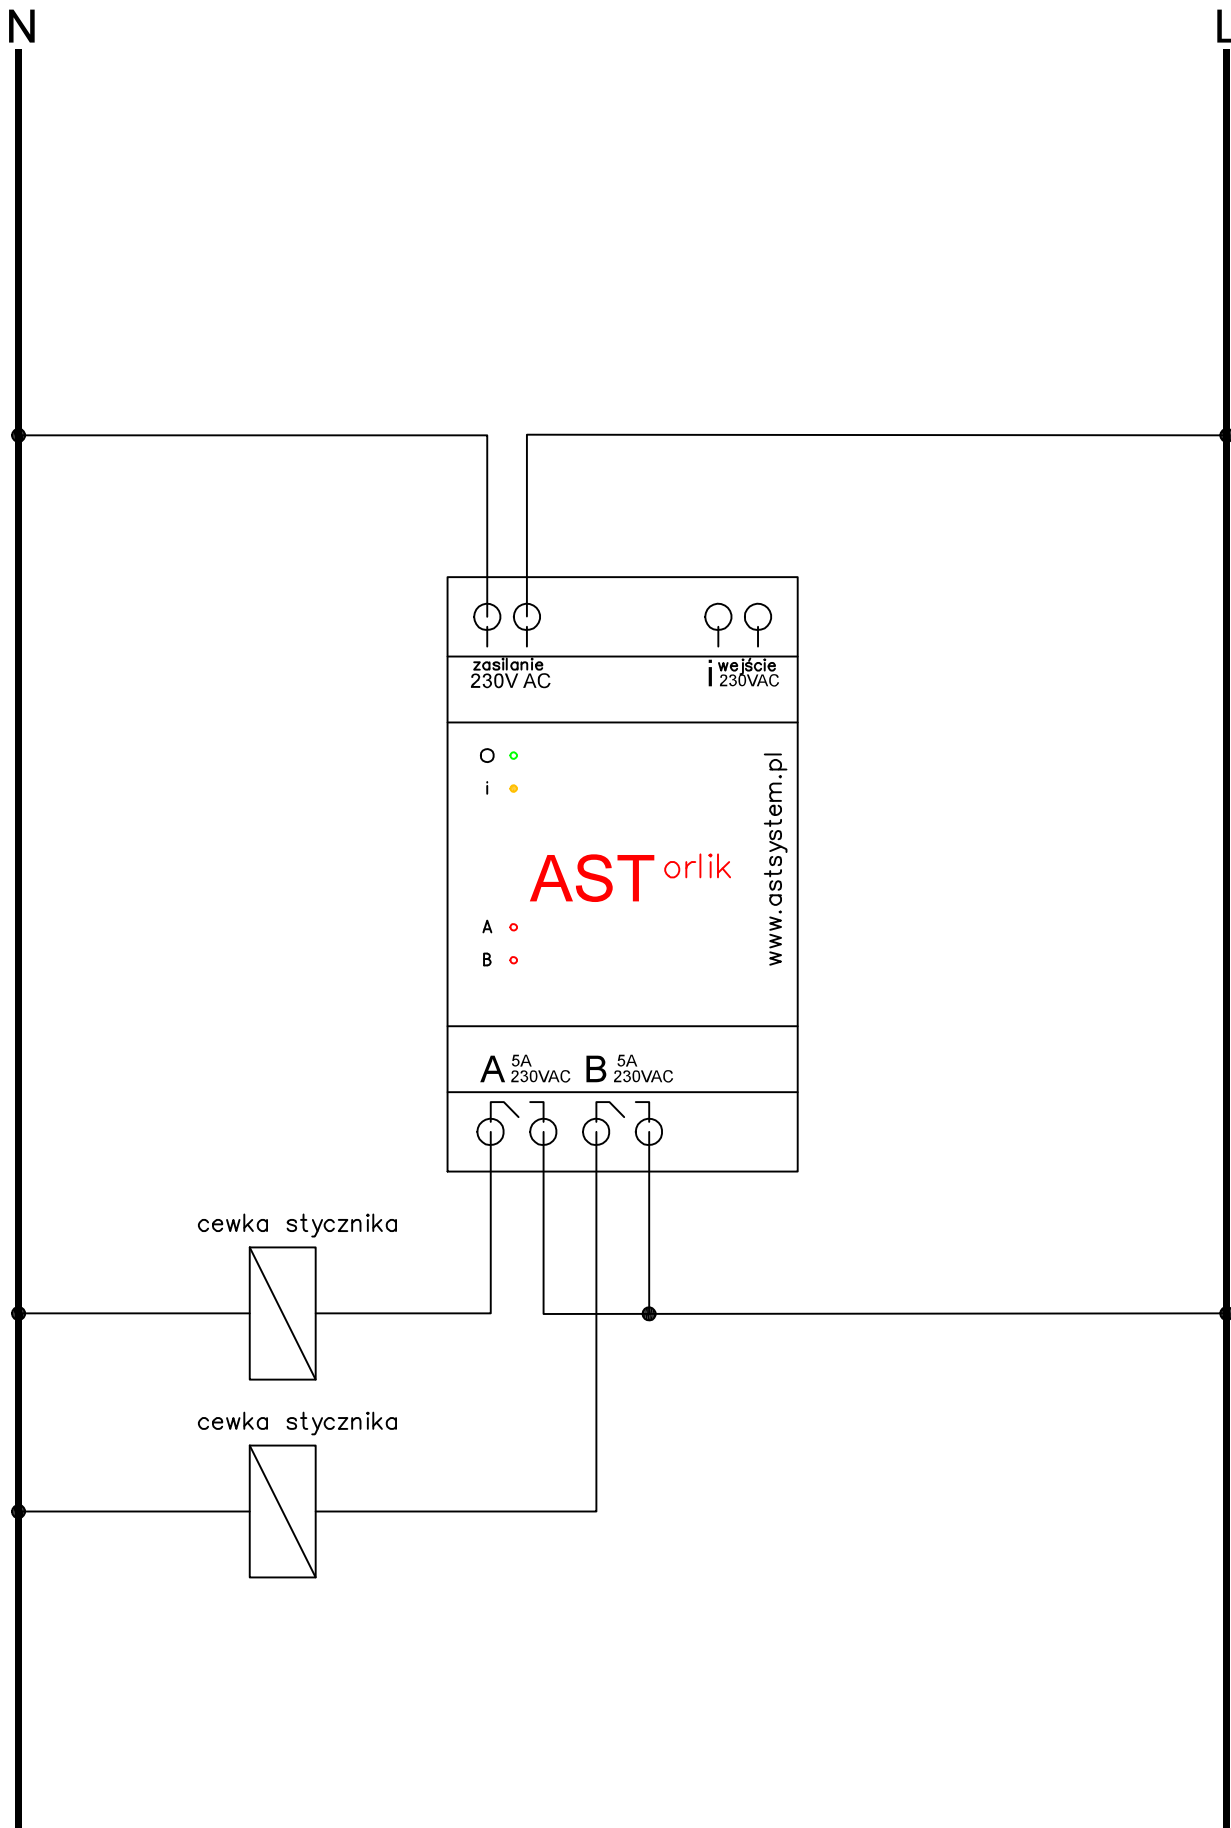 N
L
zasilanie
230V AC
i wejście
230VAC
O
i
www.astsystem.pl
AST orlik
A
B
A 5A
230VAC
B 5A
230VAC
cewka stycznika
cewka stycznika